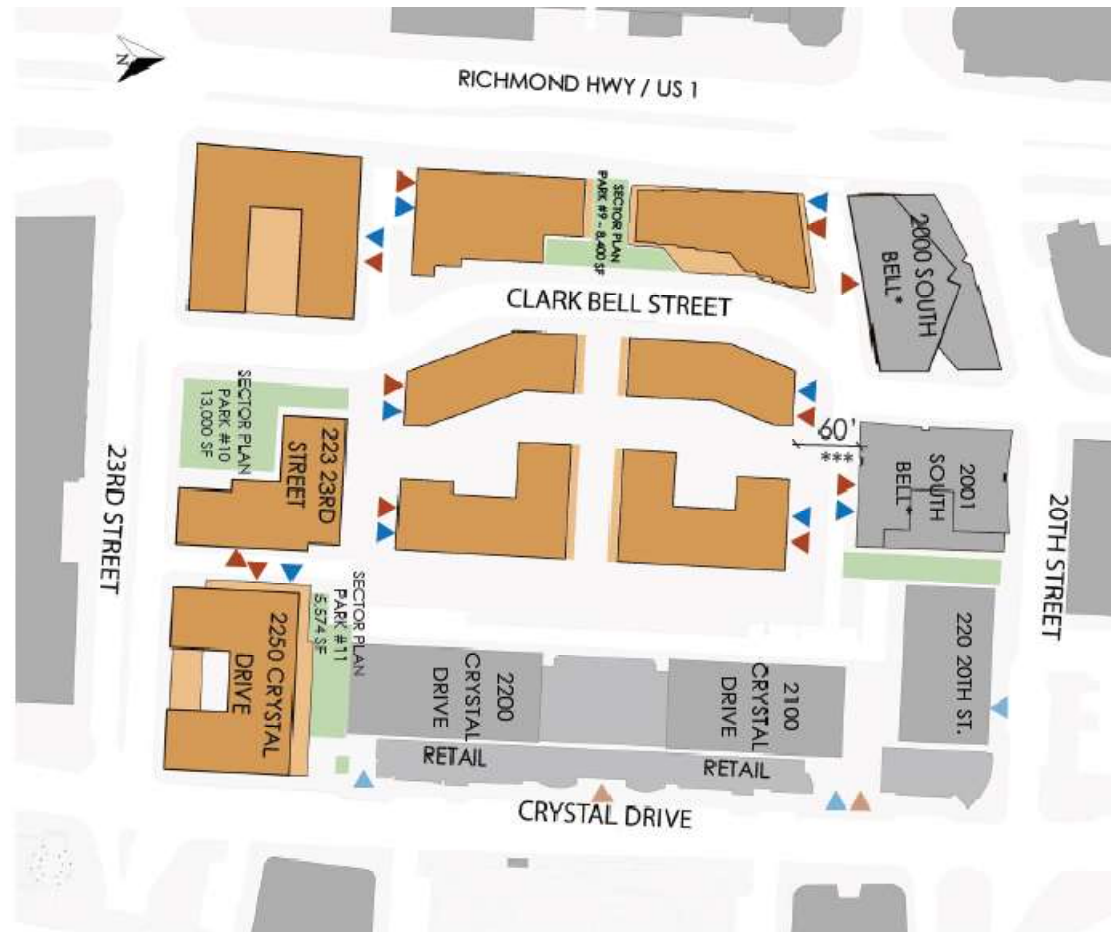 N
RICHMOND HWY / US 1
SECTOR PLAN
PARK #9 - 8,400 SF
2000 SOUTH
BELL*
CLARK BELL STREET
SECTOR PLAN
PARK #10
13,000 SF
223 23RD
STREET
60'
***
2001
SOUTH
BELL*
23RD STREET
20TH STREET
SECTOR PLAN
PARK #11
5,574 SF
2250 CRYSTAL
DRIVE
2200
CRYSTAL
DRIVE
2100
CRYSTAL
DRIVE
220 20TH ST.
RETAIL
RETAIL
CRYSTAL DRIVE